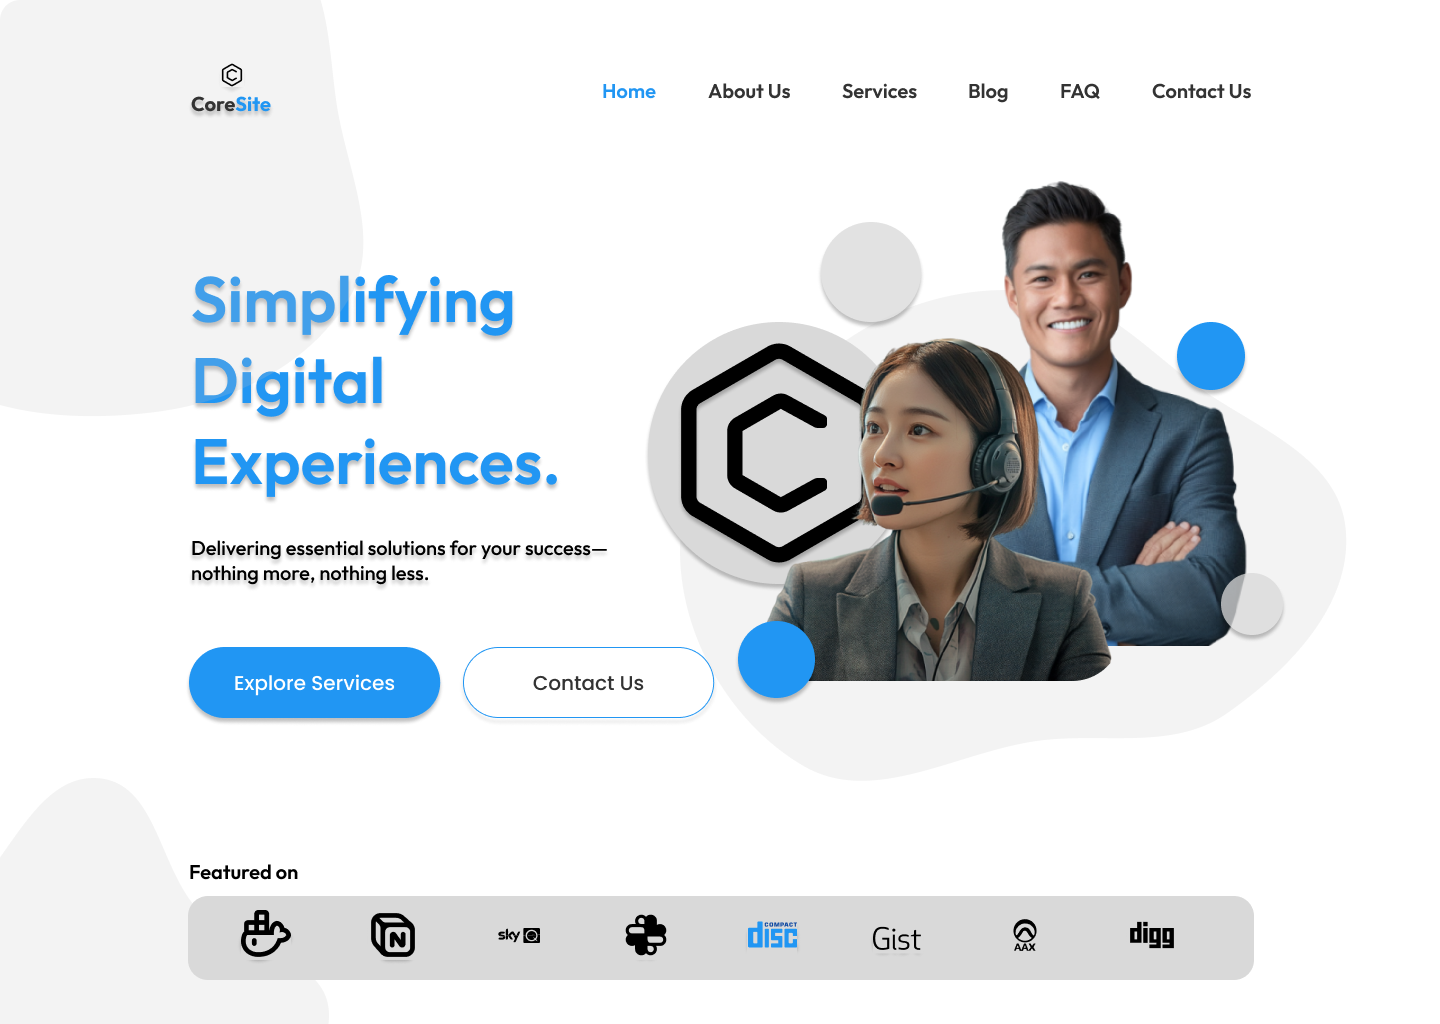 CoreSite
Home
About Us
Services
Blog
FAQ
Contact Us
Simplifying
Digital
Experiences.
Delivering essential solutions for your success—
nothing more, nothing less.
Explore Services
Contact Us
Featured on
sky
COMPACT
disc
Gist
AAX
digg